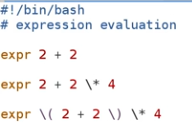 #!/bin/bash
# expression evaluation
expr 2 + 2
expr 2 + 2 \* 4
expr \( 2 + 2 \) \* 4